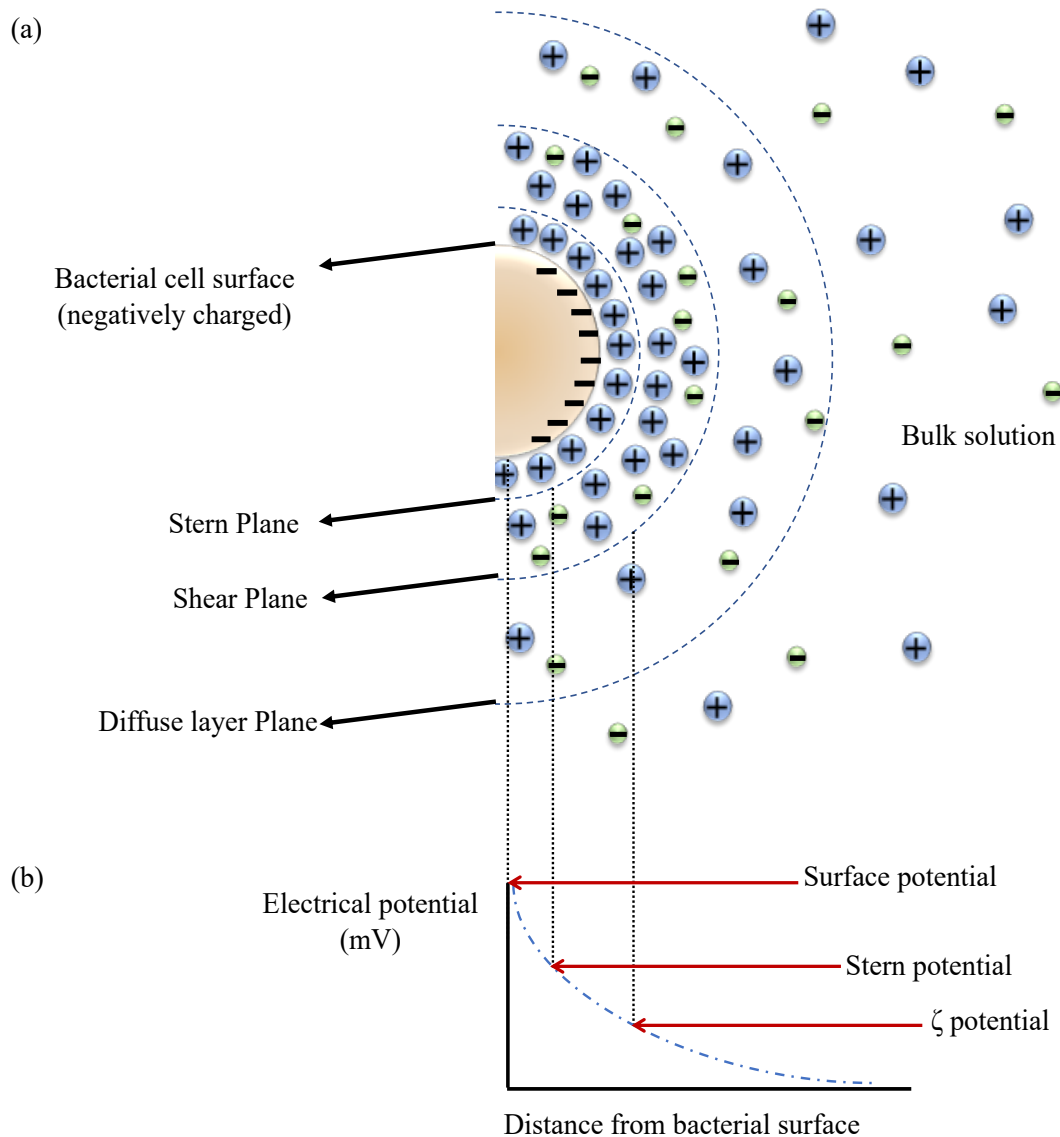 (a)
Bacterial cell surface
(negatively charged)
Bulk solution
Stern Plane
Shear Plane
Diffuse layer Plane
(b)
Surface potential
Electrical potential
(mV)
Stern potential
ζ potential
Distance from bacterial surface